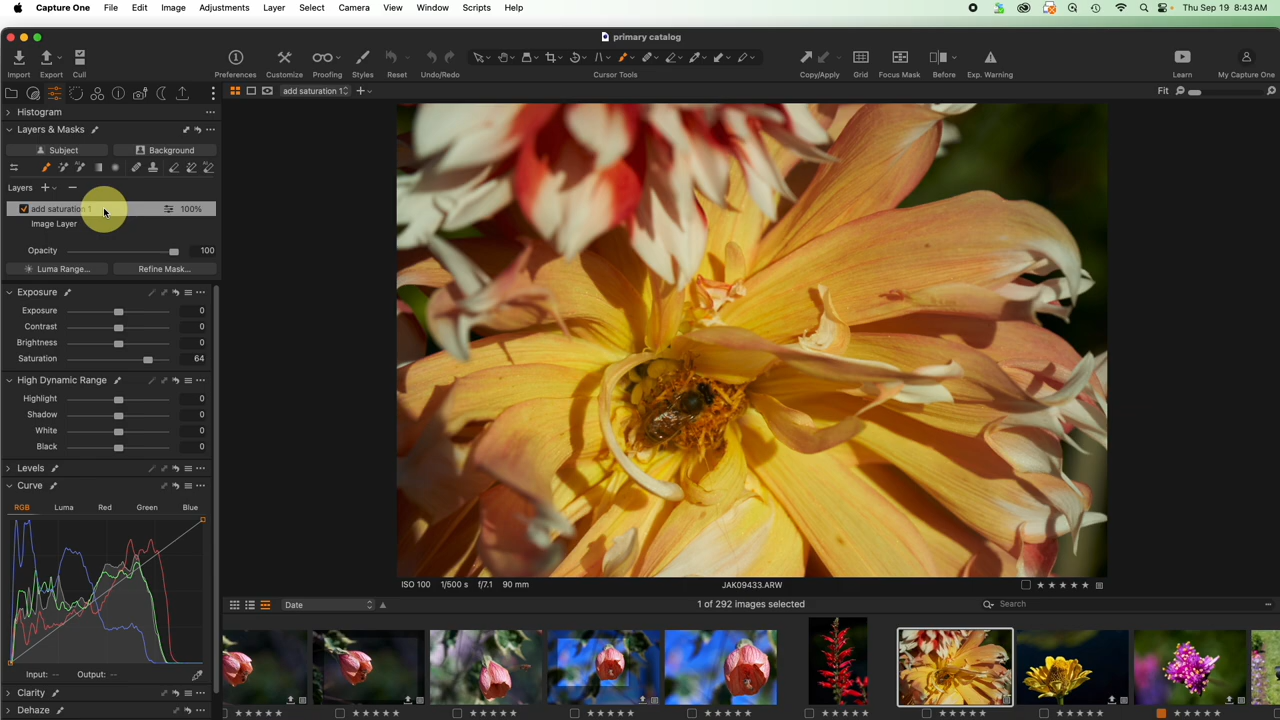 Capture One File Edit Image Adjustments Layer Select Camera View Window Scripts Help Thu Sep 19 8:43 AM
primary catalog
Import Export Cull Preferences Customize Proofing Styles Reset Undo/Redo Cursor Tools Copy/Apply Grid Focus Mask Before Exp. Warning Learn My Capture One
add saturation 1 Fit
Histogram
Layers & Masks
Subject Background
Layers
add saturation 1 100%
Image Layer
Opacity 100
Luma Range... Refine Mask...
Exposure
Exposure 0
Contrast 0
Brightness 0
Saturation 64
High Dynamic Range
Highlight 0
Shadow 0
White 0
Black 0
Levels
Curve
RGB Luma Red Green Blue
Input: -- Output: --
Clarity
Dehaze
ISO 100 1/500 s f/7.1 90 mm JAK09433.ARW
Date 1 of 292 images selected Search